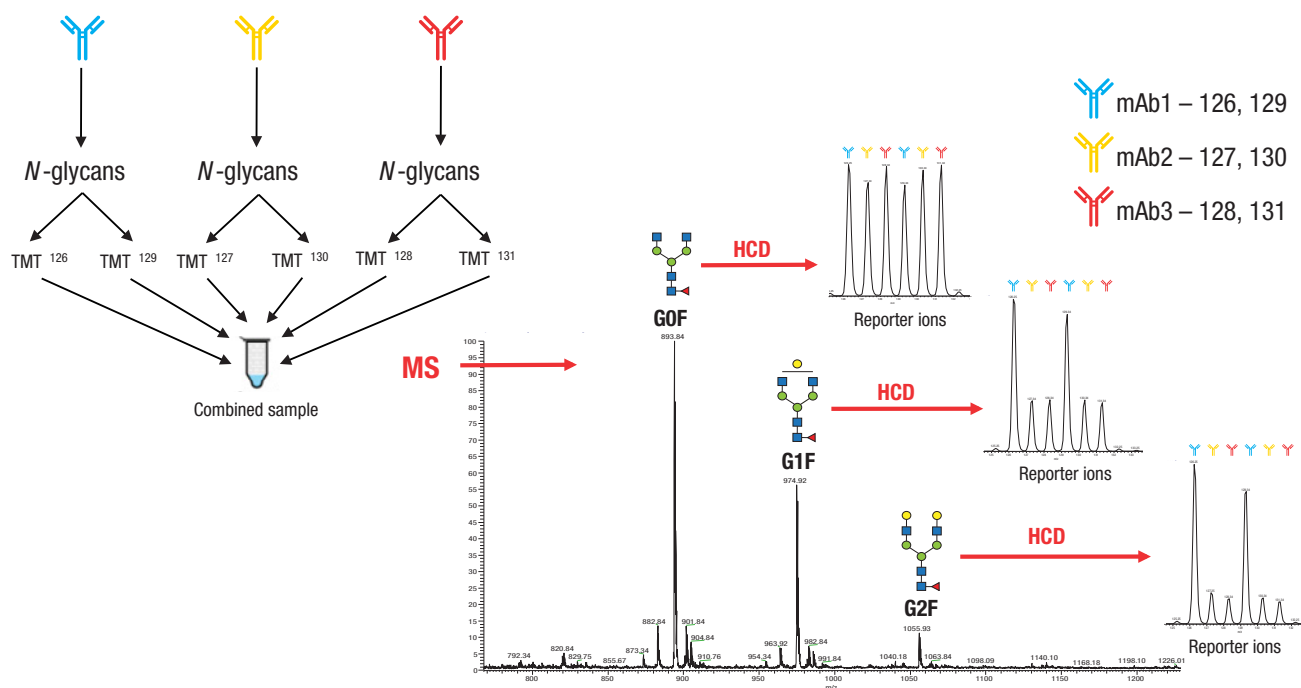 N-glycans
N-glycans
N-glycans
TMT 126
TMT 129
TMT 127
TMT 130
TMT 128
TMT 131
Combined sample
mAb1 – 126, 129
mAb2 – 127, 130
mAb3 – 128, 131
MS
G0F
HCD
Reporter ions
G1F
HCD
Reporter ions
G2F
HCD
Reporter ions
100
95
90
85
80
75
70
65
60
55
50
45
40
35
30
25
20
15
10
5
0
893.84
974.92
1055.93
792.34
820.84
829.75
855.67
873.34
882.84
901.84
904.84
910.76
954.34
963.92
982.84
991.84
1040.18
1063.84
1098.09
1140.10
1168.18
1198.10
1226.01
800
850
900
950
1000
1050
1100
1150
1200
m/z